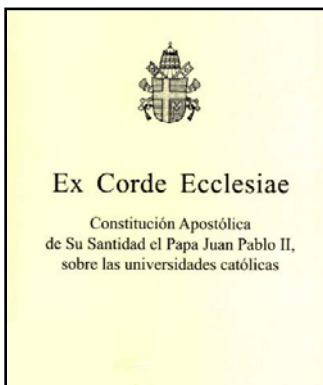 Ex Corde Ecclesiae
Constitución Apostólica
de Su Santidad el Papa Juan Pablo II,
sobre las universidades católicas